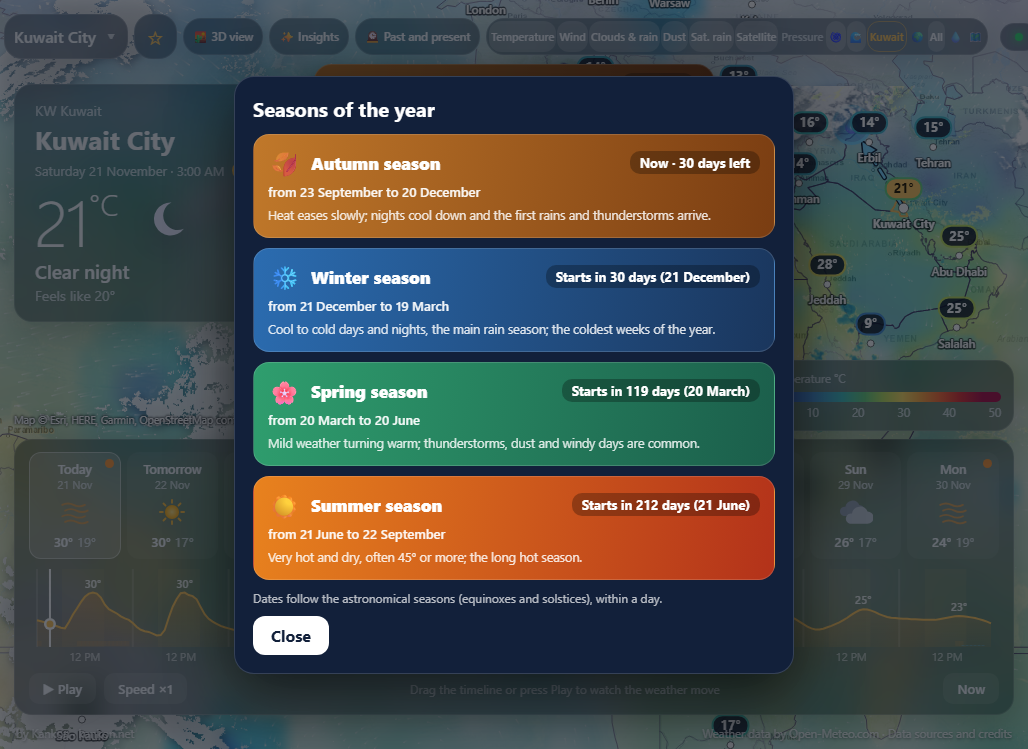 London
Berlin
Warsaw
Kuwait City ▾
☆
3D view
Insights
Past and present
Temperature
Wind
Clouds & rain
Dust
Sat. rain
Satellite
Pressure
Kuwait
All
KW Kuwait
Kuwait City
Saturday 21 November · 3:00 AM
21°C
Clear night
Feels like 20°
Seasons of the year
Autumn season
Now · 30 days left
from 23 September to 20 December
Heat eases slowly; nights cool down and the first rains and thunderstorms arrive.
Winter season
Starts in 30 days (21 December)
from 21 December to 19 March
Cool to cold days and nights, the main rain season; the coldest weeks of the year.
Spring season
Starts in 119 days (20 March)
from 20 March to 20 June
Mild weather turning warm; thunderstorms, dust and windy days are common.
Summer season
Starts in 212 days (21 June)
from 21 June to 22 September
Very hot and dry, often 45° or more; the long hot season.
Dates follow the astronomical seasons (equinoxes and solstices), within a day.
Close
13°
16°
14°
15°
Erbil
Tehran
IRAQ
IRAN
21°
Kuwait City
25°
Abu Dhabi
28°
Jeddah
25°
9°
YEMEN
Salalah
10 20 30 40 50
Map © Esri, HERE, Garmin, OpenStreetMap
Paramaribo
Today
21 Nov
30° 19°
Tomorrow
22 Nov
30° 17°
Sun
29 Nov
26° 17°
Mon
30 Nov
24° 19°
30°
30°
25°
23°
12 PM
12 PM
12 PM
12 PM
▶ Play
Speed ×1
Drag the timeline or press Play to watch the weather move
Now
17°
Weather data by Open-Meteo.com · Data sources and credits